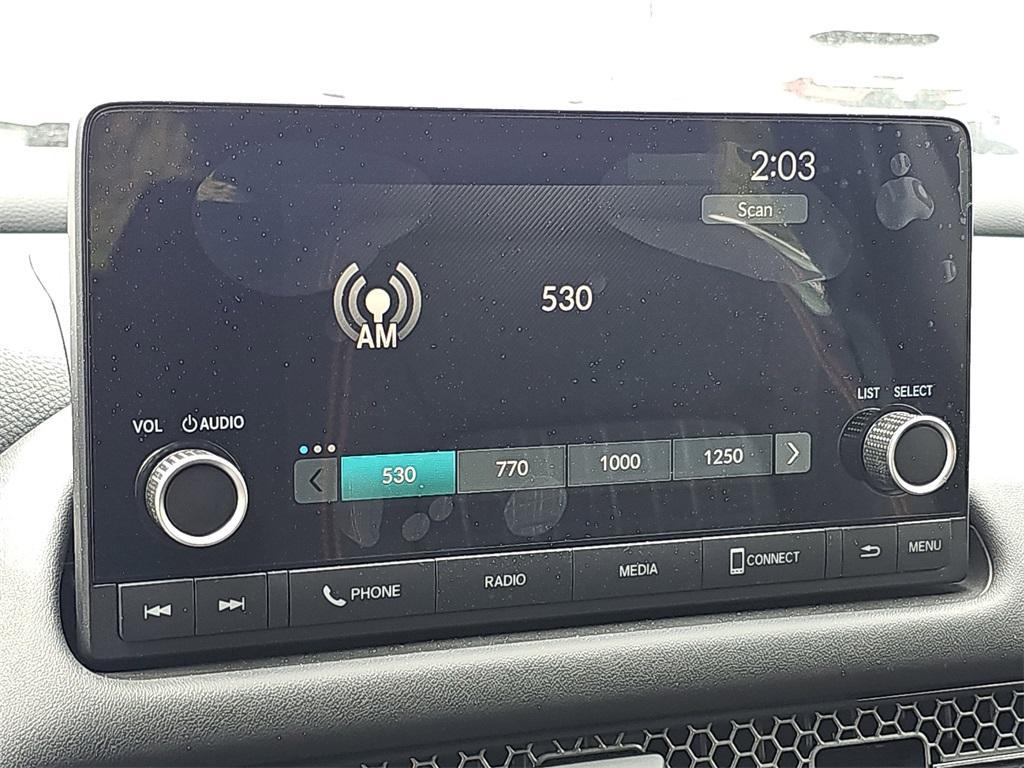 2:03
Scan
AM
530
LIST SELECT
VOL AUDIO
530 770 1000 1250
PHONE RADIO MEDIA CONNECT MENU